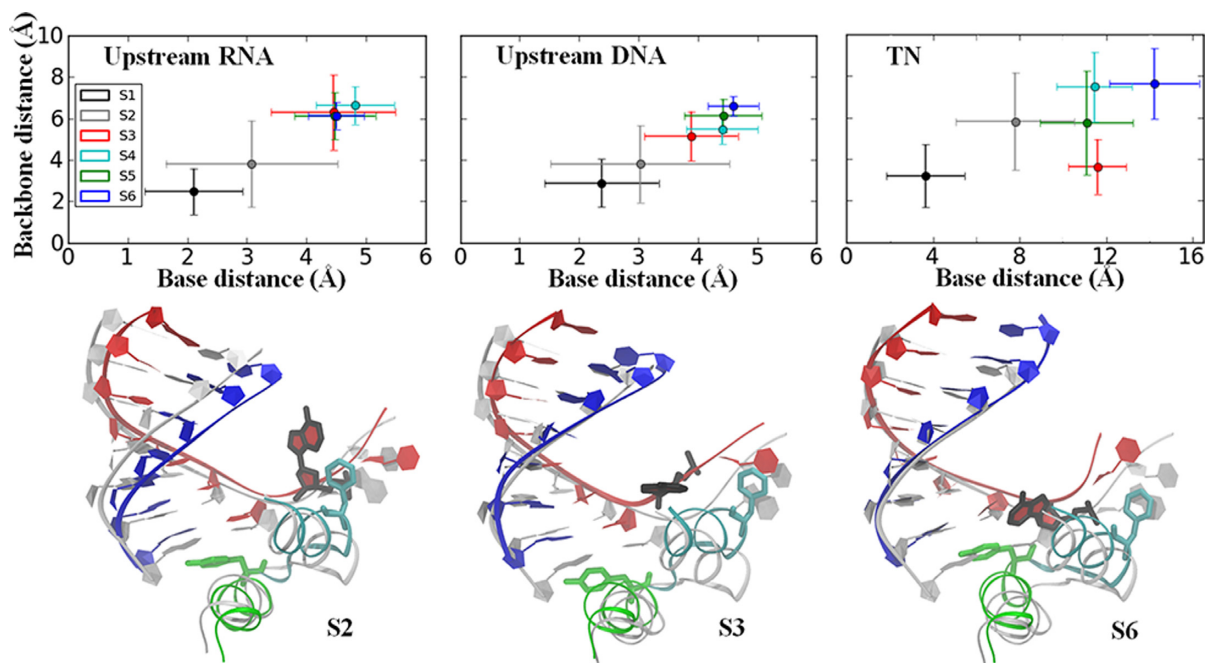 Upstream RNA
Upstream DNA
TN
Backbone distance (Å)
10
8
6
4
2
0
S1
S2
S3
S4
S5
S6
0 1 2 3 4 5 6
0 1 2 3 4 5 6
0 4 8 12 16
Base distance (Å)
Base distance (Å)
Base distance (Å)
S2
S3
S6